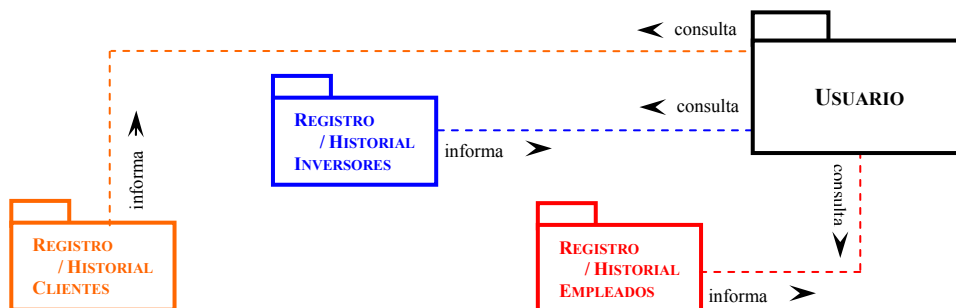 consulta
USUARIO
consulta
REGISTRO
/ HISTORIAL
INVERSORES
informa
informa
consulta
REGISTRO
/ HISTORIAL
CLIENTES
REGISTRO
/ HISTORIAL
EMPLEADOS
informa